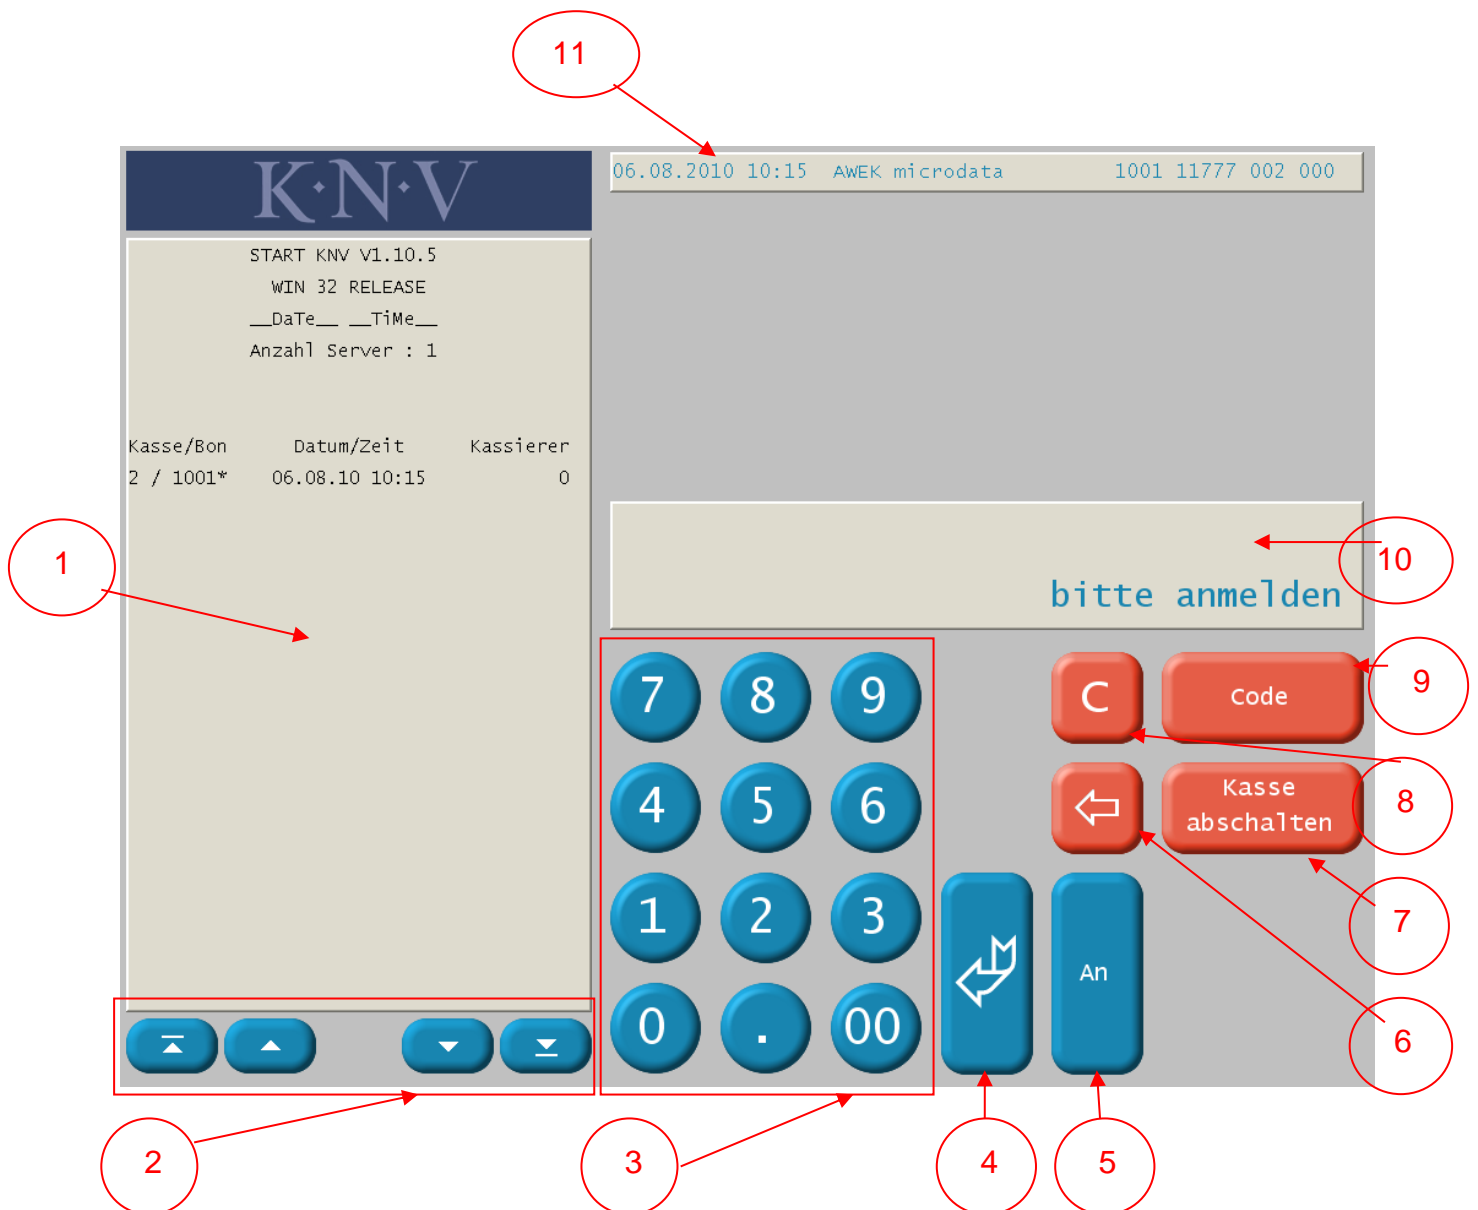 11
K·N·V
06.08.2010 10:15 AWEK microdata 1001 11777 002 000
START KNV V1.10.5
WIN 32 RELEASE
__DaTe__ __TiMe__
Anzahl Server : 1
Kasse/Bon Datum/Zeit Kassierer
2 / 1001* 06.08.10 10:15 0
1
10
bitte anmelden
7 8 9
C Code
9
4 5 6
Kasse
abschalten
8
1 2 3
7
An
0 . 00
6
2
3
4
5